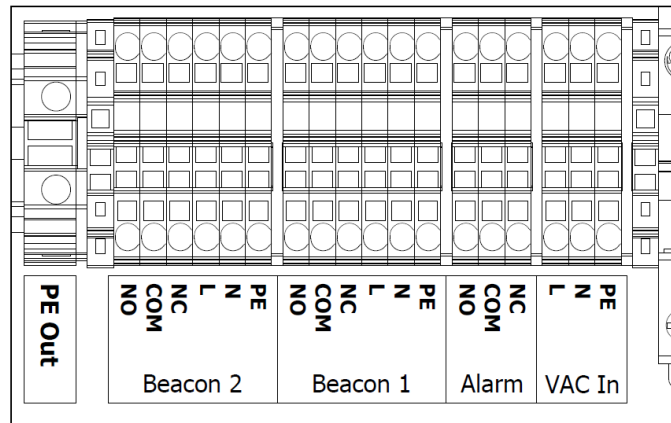 PE Out
NO COM NC L N PE NO COM NC L N PE NO COM NC L N PE
Beacon 2 Beacon 1 Alarm VAC In